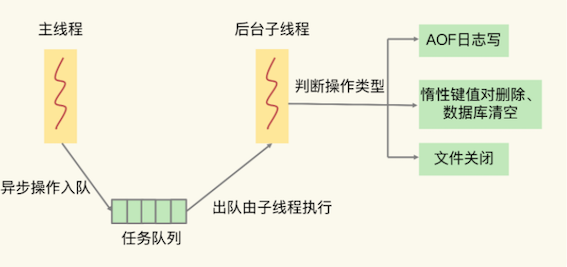 主线程
后台子线程
AOF日志写
判断操作类型
惰性键值对删除、
数据库清空
文件关闭
异步操作入队
出队由子线程执行
任务队列